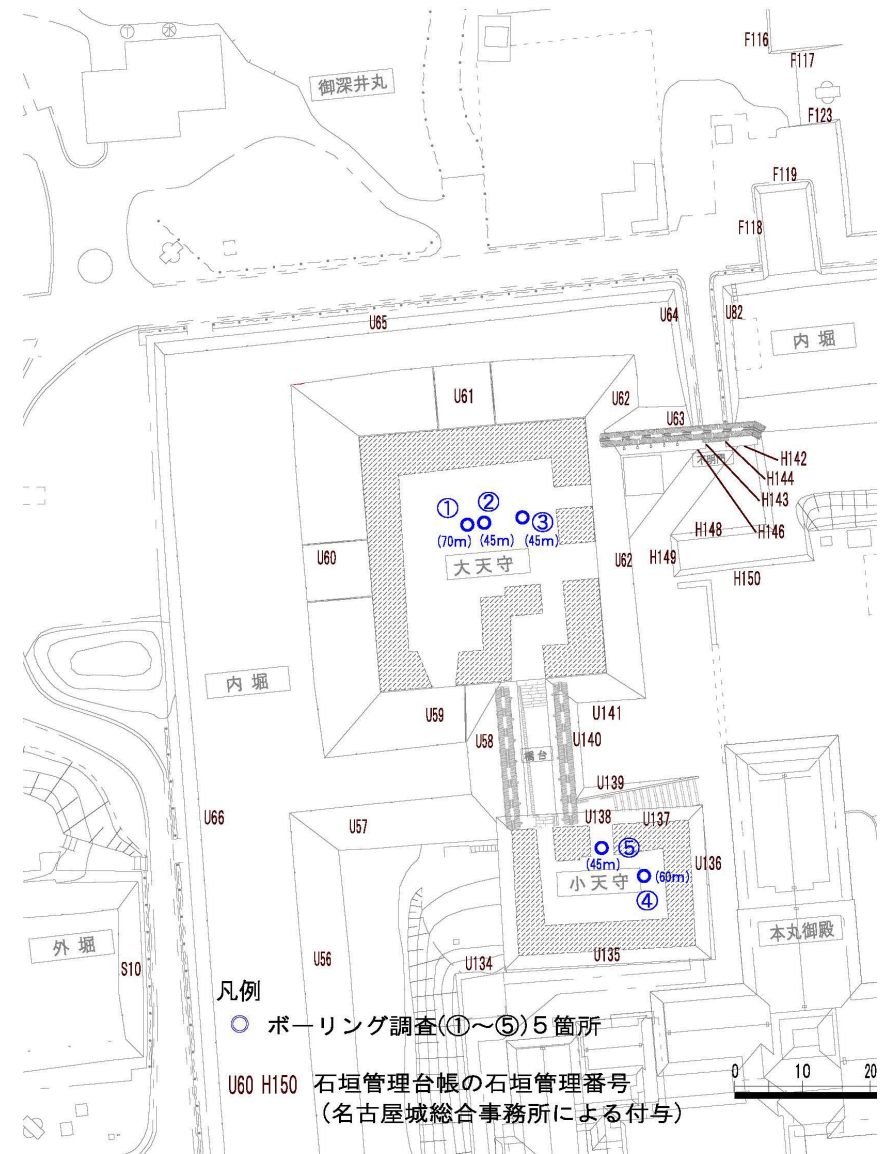 F116
F117
御深井丸
F123
F119
F118
U65
U64
U82
内堀
U61
U62
U63
不明門
H142
H144
H143
H146
①
②
③
(70m)
(45m)
(45m)
大天守
U60
U62
H148
H149
H150
内堀
U59
U58
U141
U140
橋台
U139
U66
U57
U138
U137
⑤
(45m)
U136
小天守
(60m)
④
本丸御殿
外堀
S10
U56
U134
U135
凡例
ボーリング調査(①～⑤)5箇所
U60 H150 石垣管理台帳の石垣管理番号
(名古屋城総合事務所による付与)
0 10 20